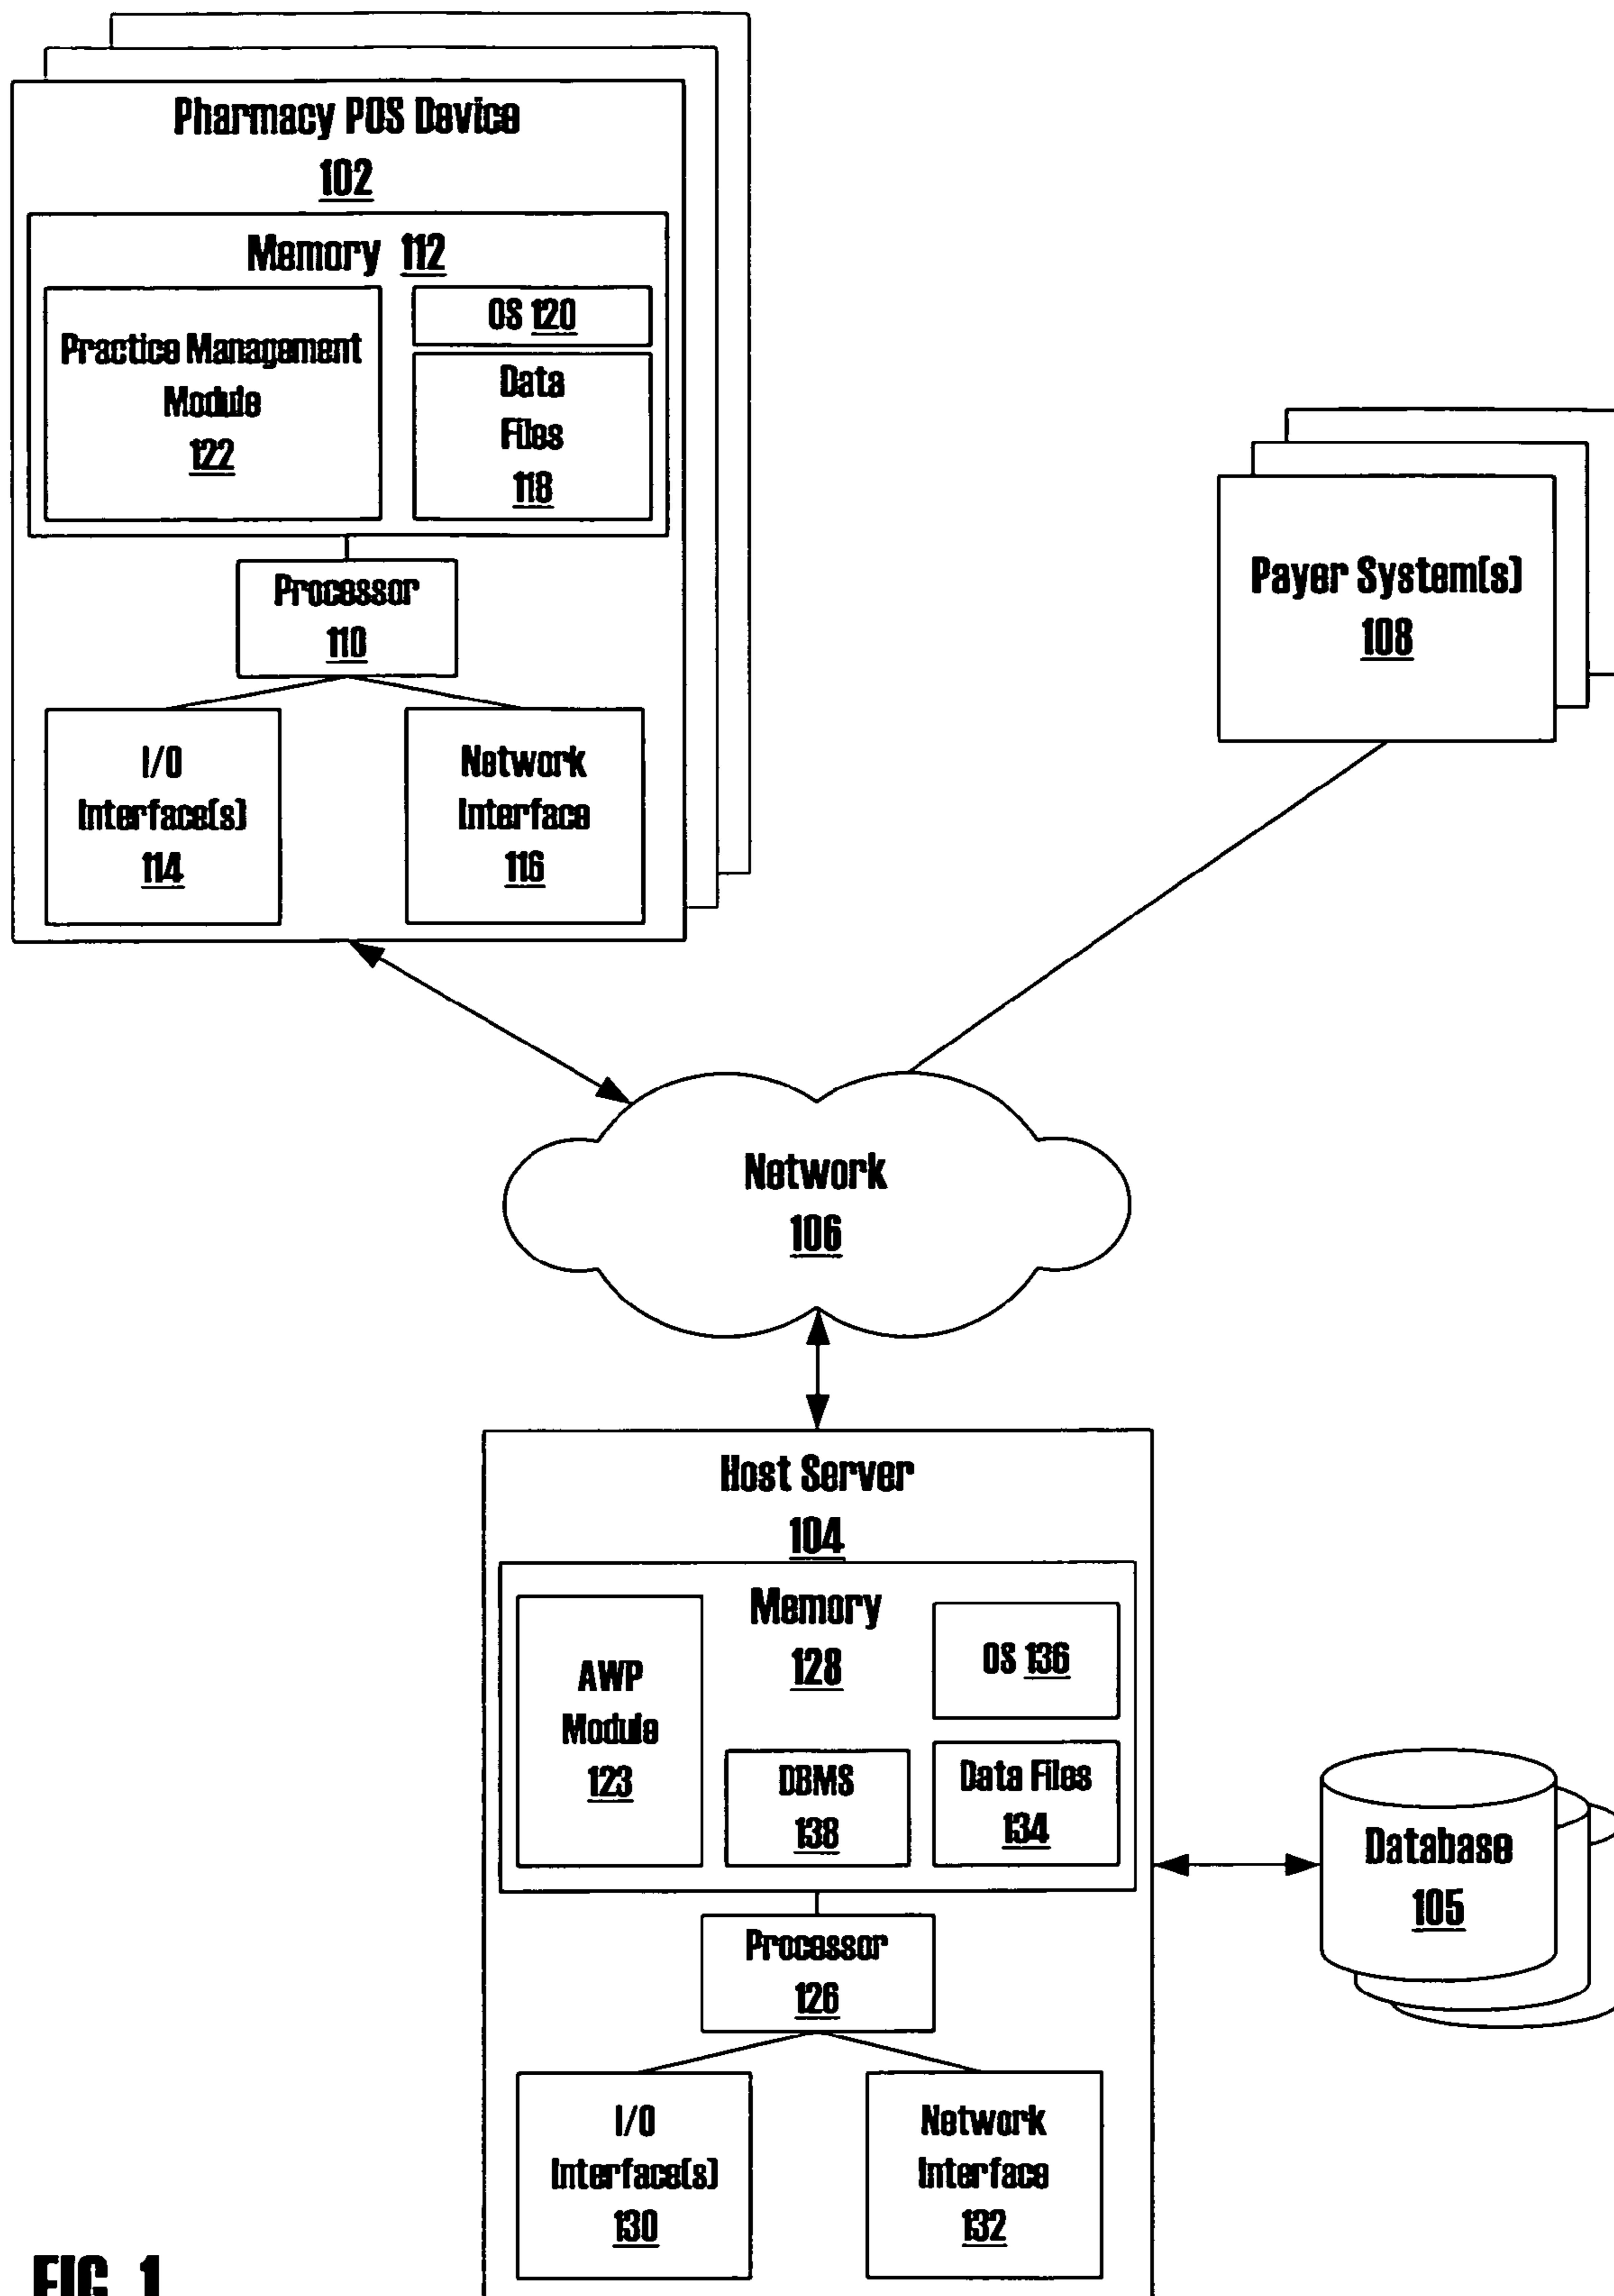 Pharmacy POS Device
102
Memory 112
Practice Management
Module
122
OS 120
Data
Files
118
Processor
110
I/O
Interface(s)
114
Network
Interface
116
Payer System(s)
108
Network
106
Host Server
104
Memory
128
AWP
Module
123
OS 136
DBMS
138
Data Files
134
Processor
126
I/O
Interface(s)
130
Network
Interface
132
Database
105
FIG. 1